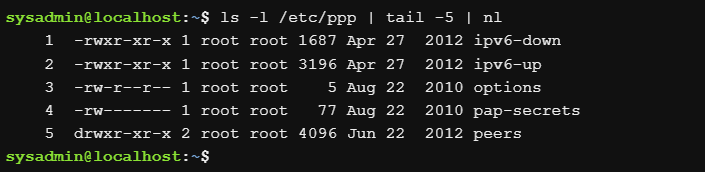 sysadmin@localhost:~$ ls -l /etc/ppp | tail -5 | nl
     1  -rwxr-xr-x 1 root root 1687 Apr 27  2012 ipv6-down
     2  -rwxr-xr-x 1 root root 3196 Apr 27  2012 ipv6-up
     3  -rw-r--r-- 1 root root    5 Aug 22  2010 options
     4  -rw------- 1 root root   77 Aug 22  2010 pap-secrets
     5  drwxr-xr-x 2 root root 4096 Jun 22  2012 peers
sysadmin@localhost:~$